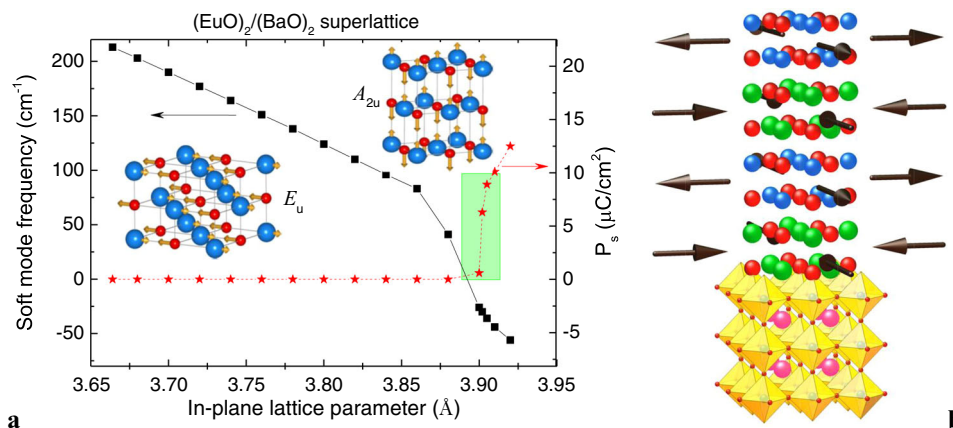 (EuO)2/(BaO)2 superlattice
Soft mode frequency (cm-1)
200
150
100
50
0
-50
A2u
Eu
20
15
10
5
0
-5
Ps (μC/cm2)
3.65 3.70 3.75 3.80 3.85 3.90 3.95
In-plane lattice parameter (Å)
a
b